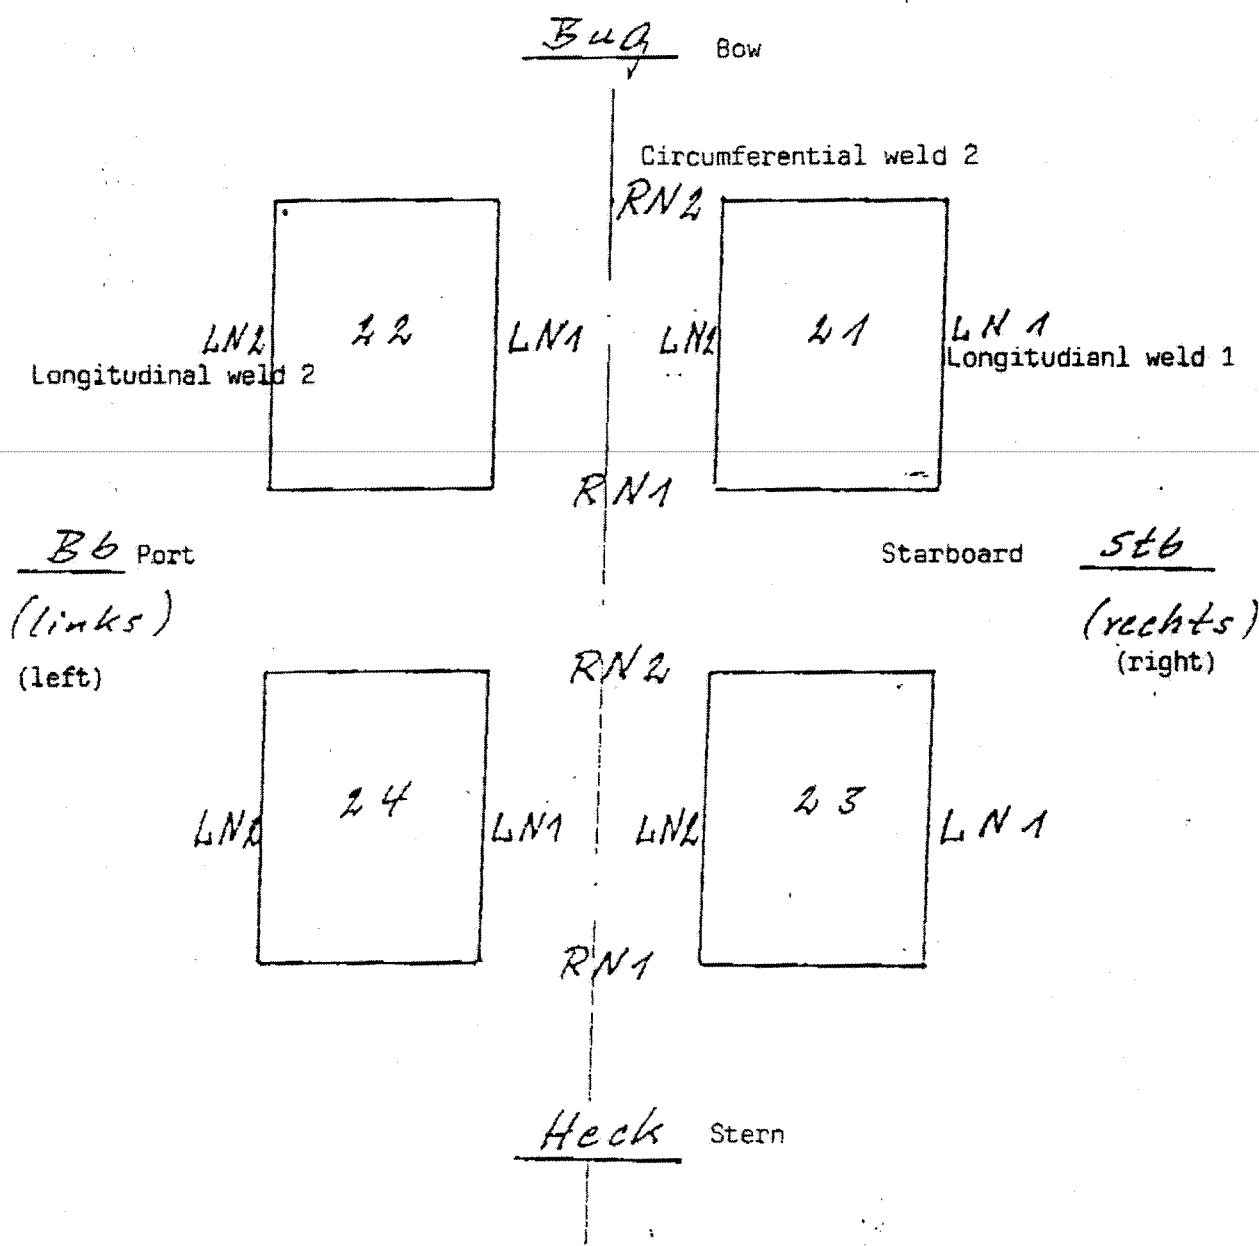 Bug Bow
Circumferential weld 2
RN2
LN2 22 LN1 LN2 21 LN1
Longitudinal weld 2 Longitudianl weld 1
RN1
Bb Port Starboard Stb
(links) (rechts)
(left) (right)
RN2
LN2 24 LN1 LN2 23 LN1
RN1
Heck Stern